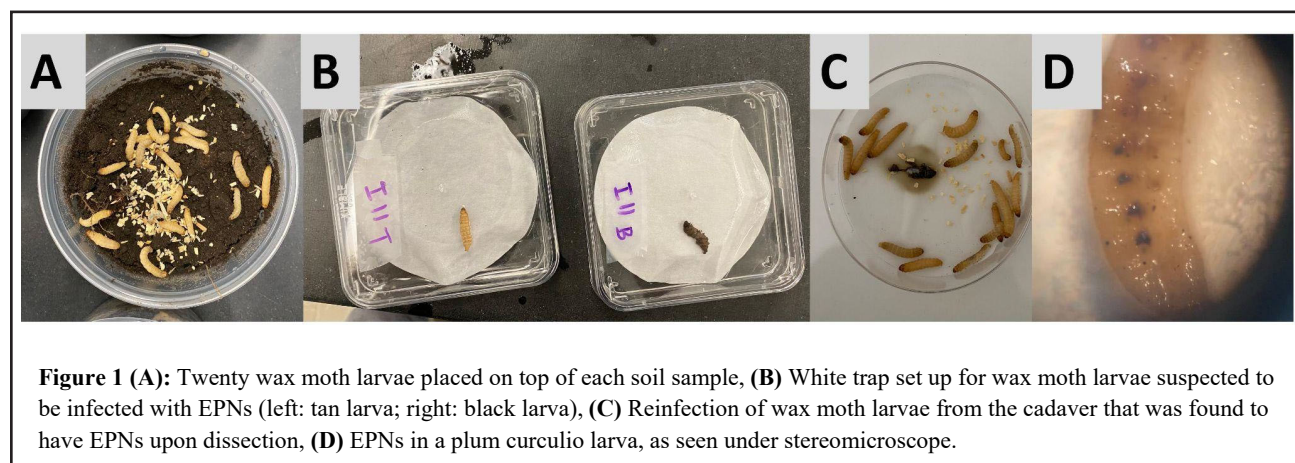 A
B
C
D
I11T
I11B
Figure 1 (A): Twenty wax moth larvae placed on top of each soil sample, (B) White trap set up for wax moth larvae suspected to
be infected with EPNs (left: tan larva; right: black larva), (C) Reinfection of wax moth larvae from the cadaver that was found to
have EPNs upon dissection, (D) EPNs in a plum curculio larva, as seen under stereomicroscope.